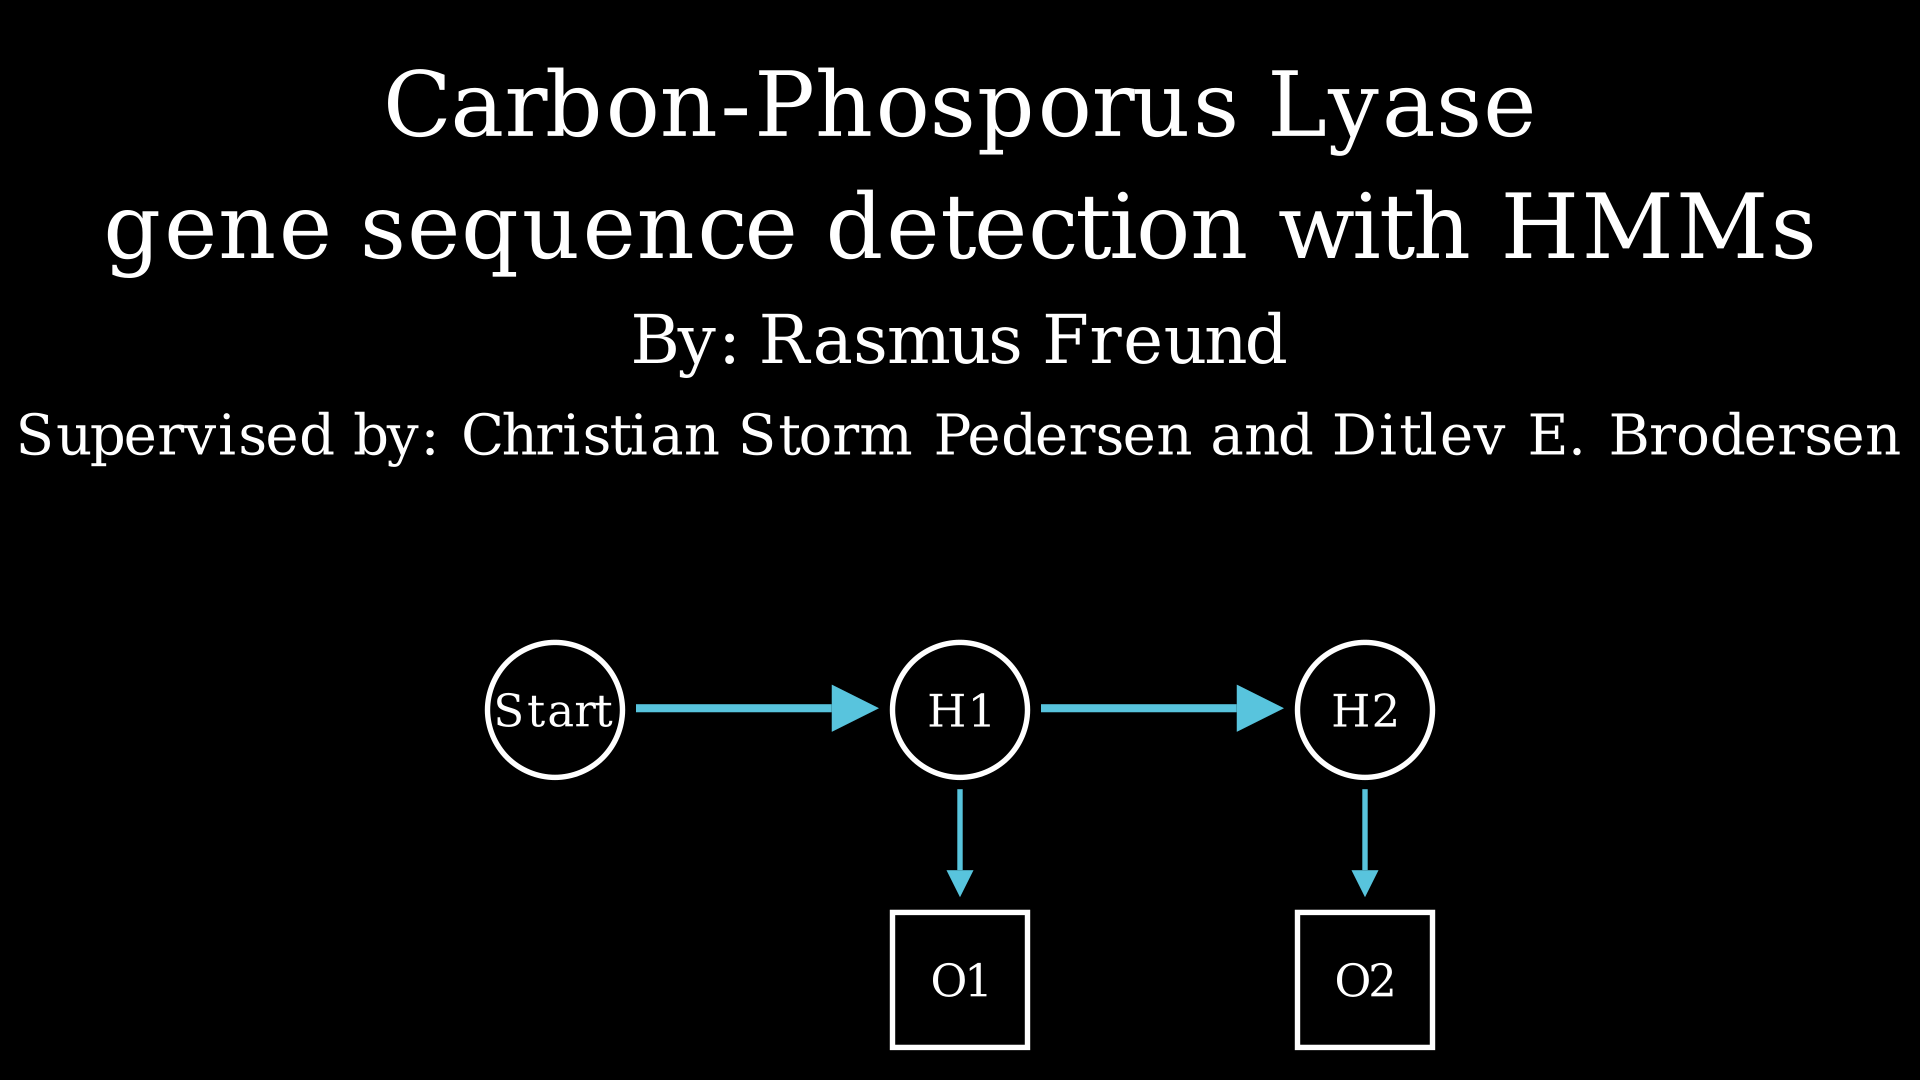 Carbon-Phosporus Lyase
gene sequence detection with HMMs
By: Rasmus Freund
Supervised by: Christian Storm Pedersen and Ditlev E. Brodersen
Start
H1
H2
O1
O2